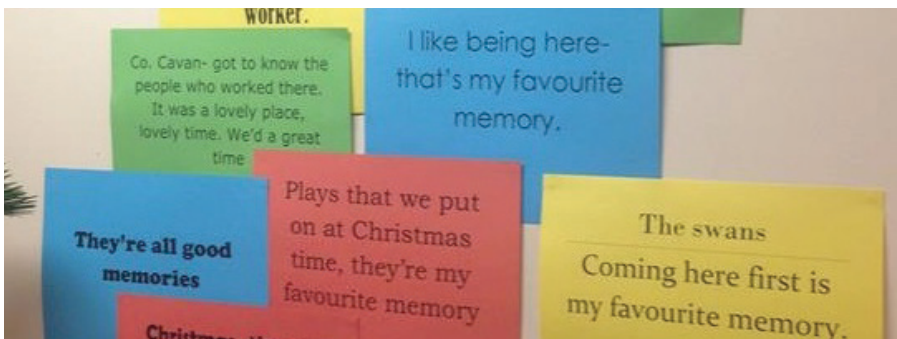 worker.
Co. Cavan- got to know the
people who worked there.
It was a lovely place,
lovely time. We'd a great
time
I like being here-
that's my favourite
memory.
They're all good
memories
Plays that we put
on at Christmas
time, they're my
favourite memory
The swans
Coming here first is
my favourite memory.